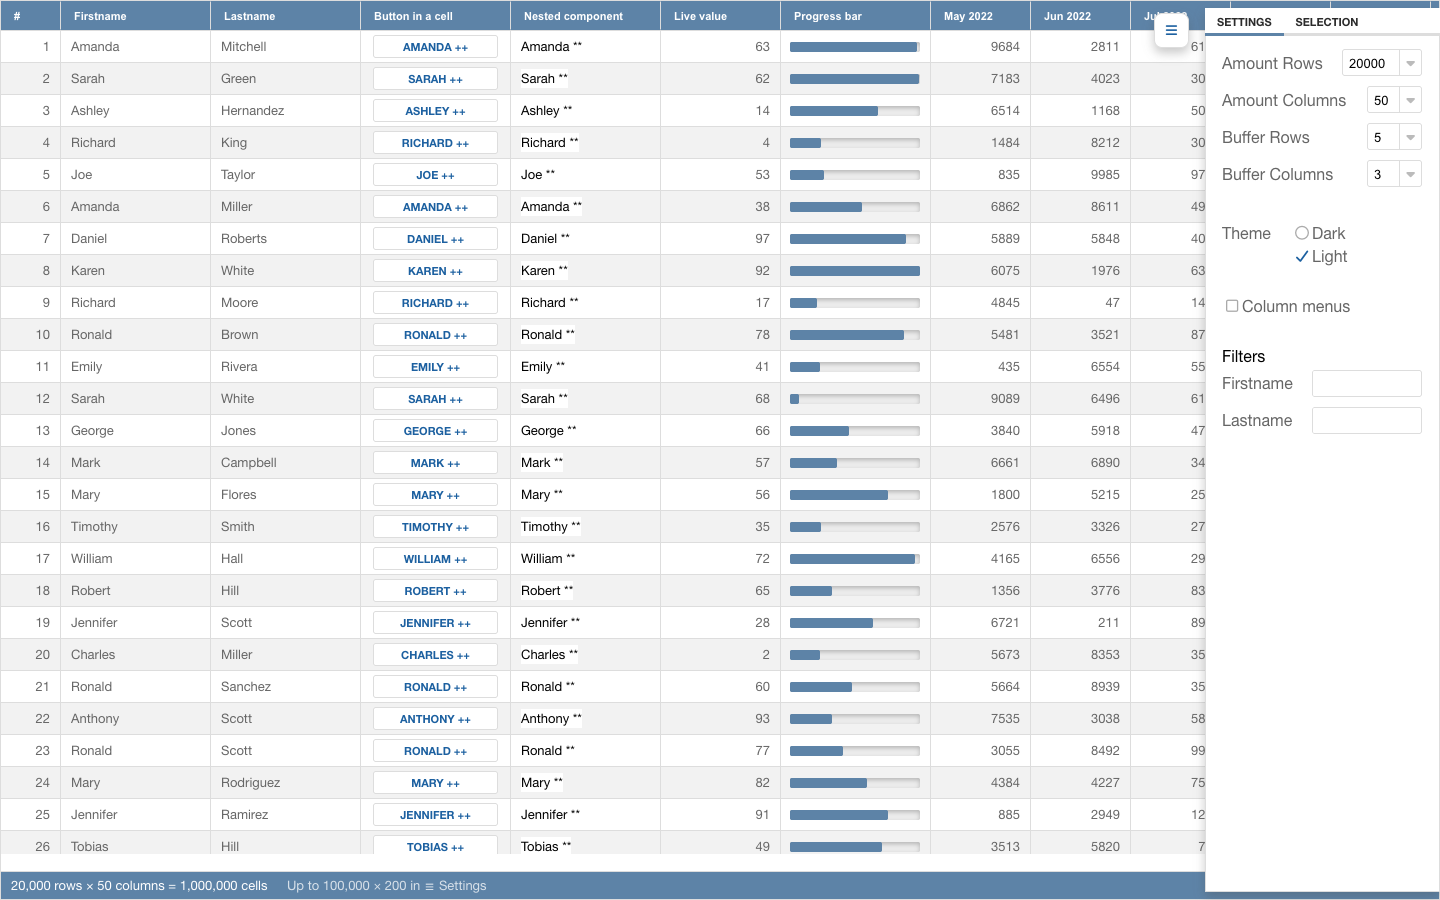 # Firstname Lastname Button in a cell Nested component Live value Progress bar May 2022 Jun 2022
SETTINGS SELECTION
1 Amanda Mitchell AMANDA ++ Amanda ** 63 9684 2811 61
2 Sarah Green SARAH ++ Sarah ** 62 7183 4023 30
3 Ashley Hernandez ASHLEY ++ Ashley ** 14 6514 1168 50
4 Richard King RICHARD ++ Richard ** 4 1484 8212 30
5 Joe Taylor JOE ++ Joe ** 53 835 9985 97
6 Amanda Miller AMANDA ++ Amanda ** 38 6862 8611 49
7 Daniel Roberts DANIEL ++ Daniel ** 97 5889 5848 40
8 Karen White KAREN ++ Karen ** 92 6075 1976 63
9 Richard Moore RICHARD ++ Richard ** 17 4845 47 14
10 Ronald Brown RONALD ++ Ronald ** 78 5481 3521 87
11 Emily Rivera EMILY ++ Emily ** 41 435 6554 55
12 Sarah White SARAH ++ Sarah ** 68 9089 6496 61
13 George Jones GEORGE ++ George ** 66 3840 5918 47
14 Mark Campbell MARK ++ Mark ** 57 6661 6890 34
15 Mary Flores MARY ++ Mary ** 56 1800 5215 25
16 Timothy Smith TIMOTHY ++ Timothy ** 35 2576 3326 27
17 William Hall WILLIAM ++ William ** 72 4165 6556 29
18 Robert Hill ROBERT ++ Robert ** 65 1356 3776 83
19 Jennifer Scott JENNIFER ++ Jennifer ** 28 6721 211 89
20 Charles Miller CHARLES ++ Charles ** 2 5673 8353 35
21 Ronald Sanchez RONALD ++ Ronald ** 60 5664 8939 35
22 Anthony Scott ANTHONY ++ Anthony ** 93 7535 3038 58
23 Ronald Scott RONALD ++ Ronald ** 77 3055 8492 99
24 Mary Rodriguez MARY ++ Mary ** 82 4384 4227 75
25 Jennifer Ramirez JENNIFER ++ Jennifer ** 91 885 2949 12
26 Tobias Hill TOBIAS ++ Tobias ** 49 3513 5820 7
Amount Rows 20000
Amount Columns 50
Buffer Rows 5
Buffer Columns 3
Theme Dark
Light
Column menus
Filters
Firstname
Lastname
20,000 rows × 50 columns = 1,000,000 cells Up to 100,000 × 200 in ≡ Settings